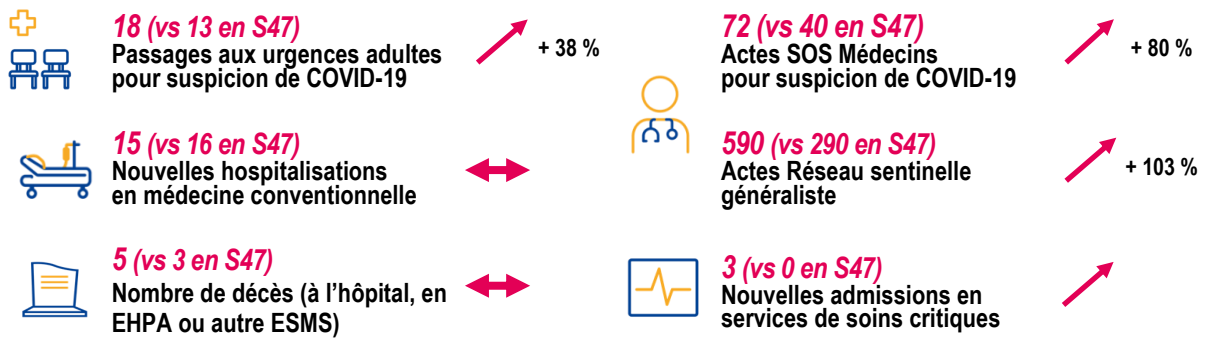 18 (vs 13 en S47)
Passages aux urgences adultes
pour suspicion de COVID-19
+ 38 %
72 (vs 40 en S47)
Actes SOS Médecins
pour suspicion de COVID-19
+ 80 %
15 (vs 16 en S47)
Nouvelles hospitalisations
en médecine conventionnelle
590 (vs 290 en S47)
Actes Réseau sentinelle
généraliste
+ 103 %
5 (vs 3 en S47)
Nombre de décès (à l’hôpital, en
EHPA ou autre ESMS)
3 (vs 0 en S47)
Nouvelles admissions en
services de soins critiques